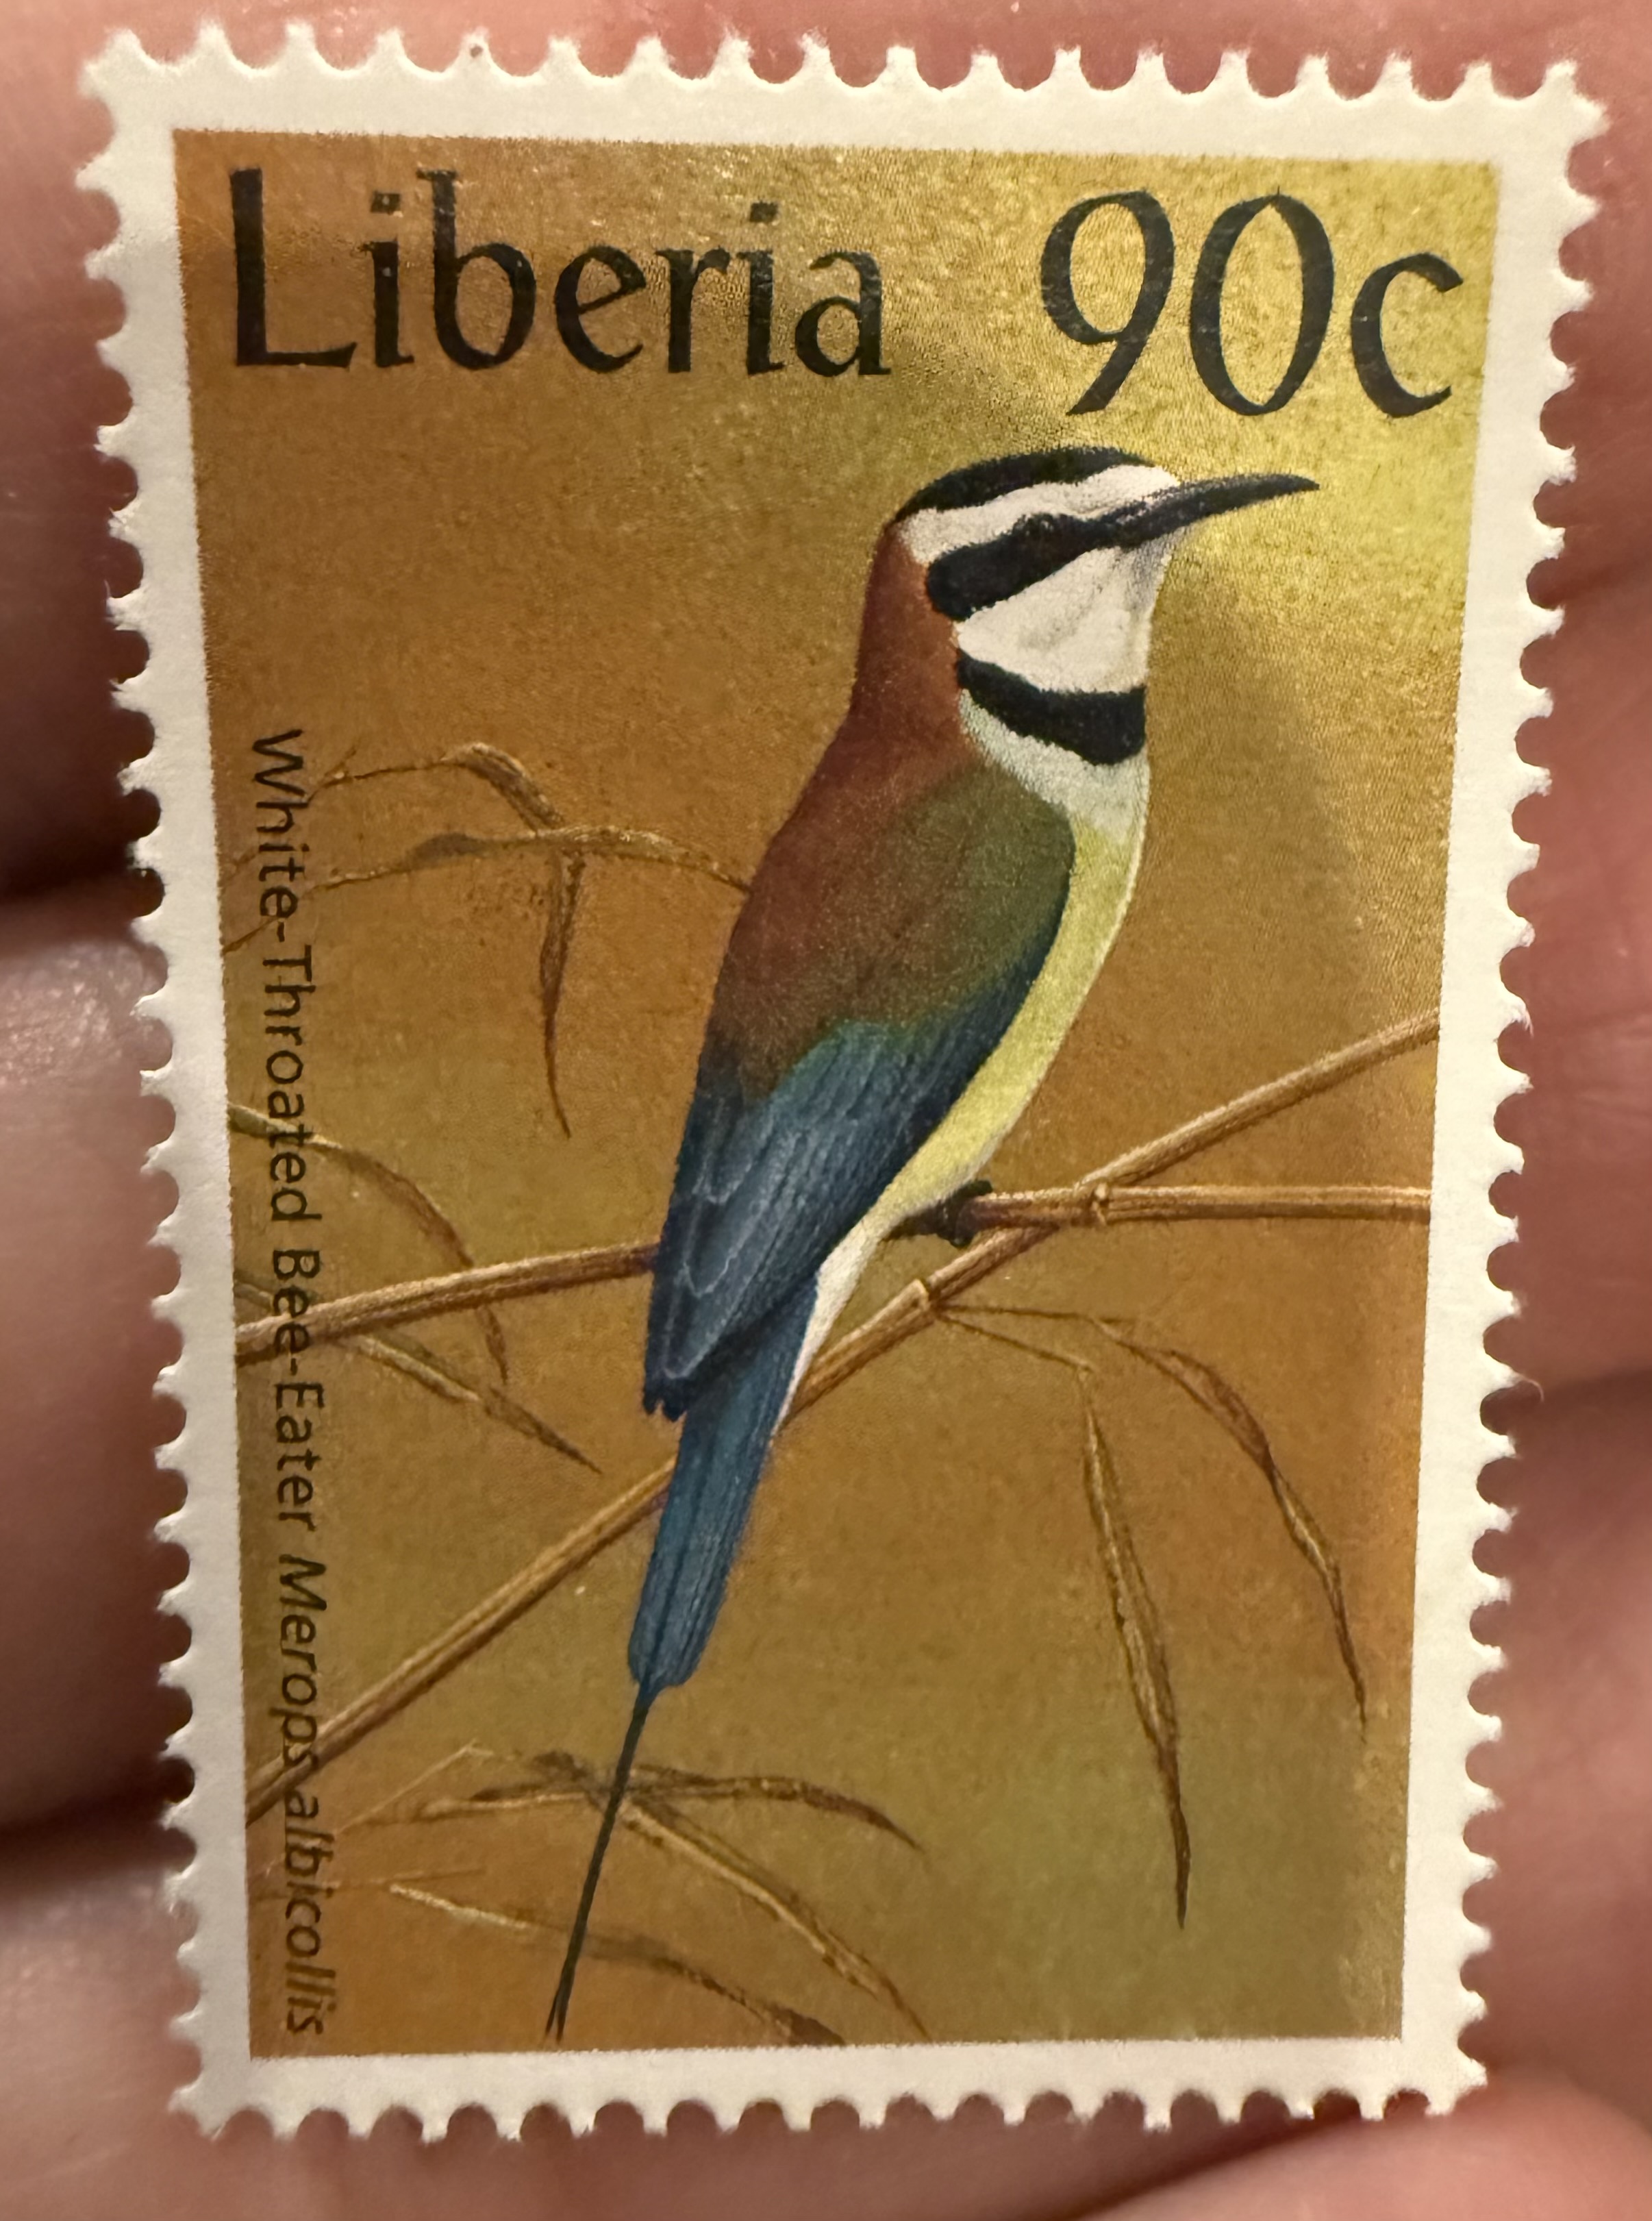 Liberia 90c
White-Throated Bee-Eater Merops albicollis